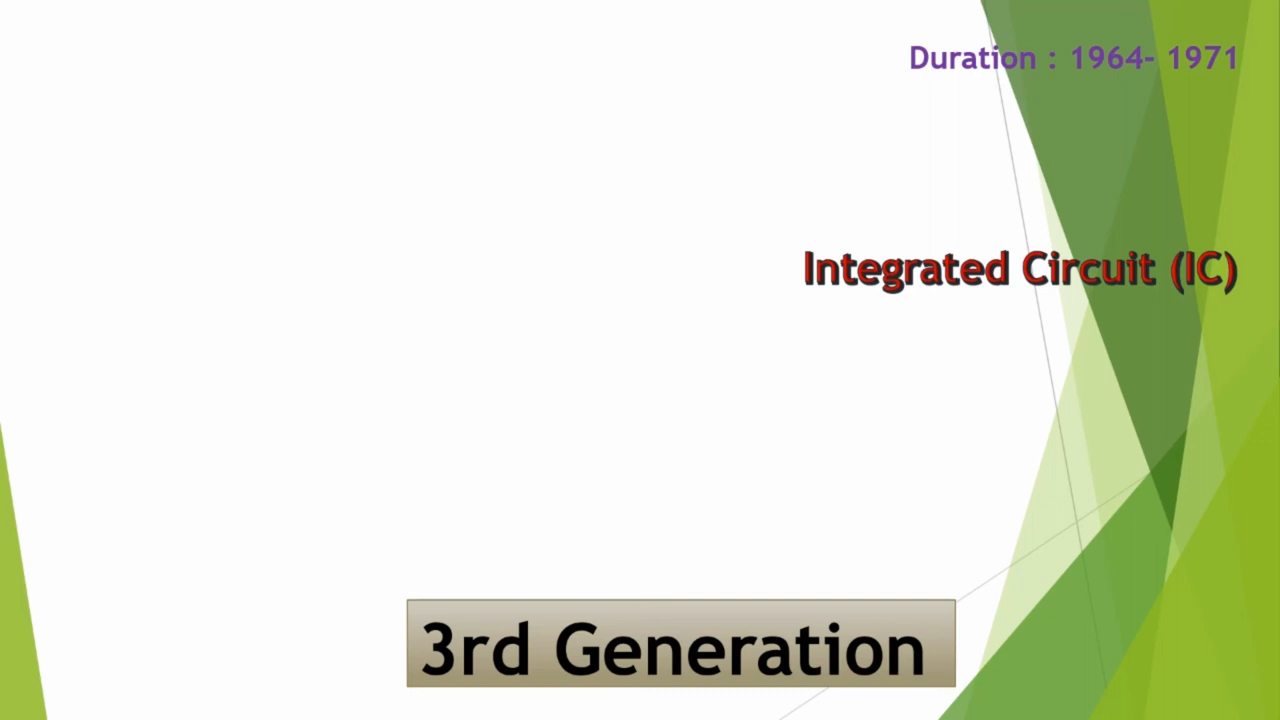 Duration : 1964- 1971
Integrated Circuit (IC)
3rd Generation